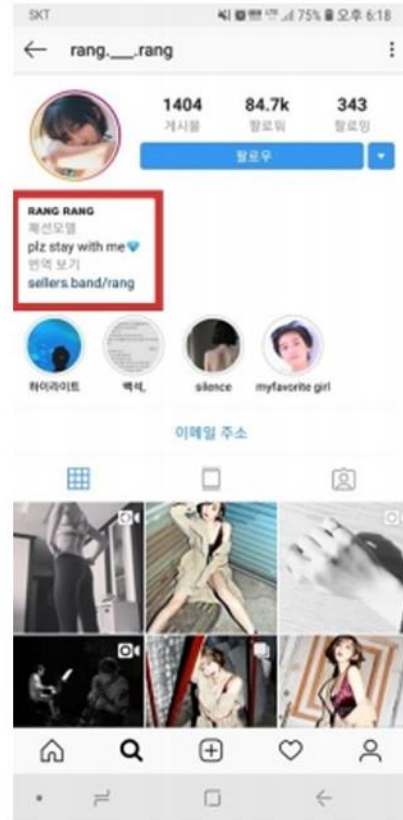 SKT 75% 오후 6:18
rang.___.rang
1404 84.7k 343
게시물 팔로워 팔로잉
팔로우
RANG RANG
패션모델
plz stay with me
번역 보기
sellers.band/rang
하이라이트 백석, silence myfavorite girl
이메일 주소